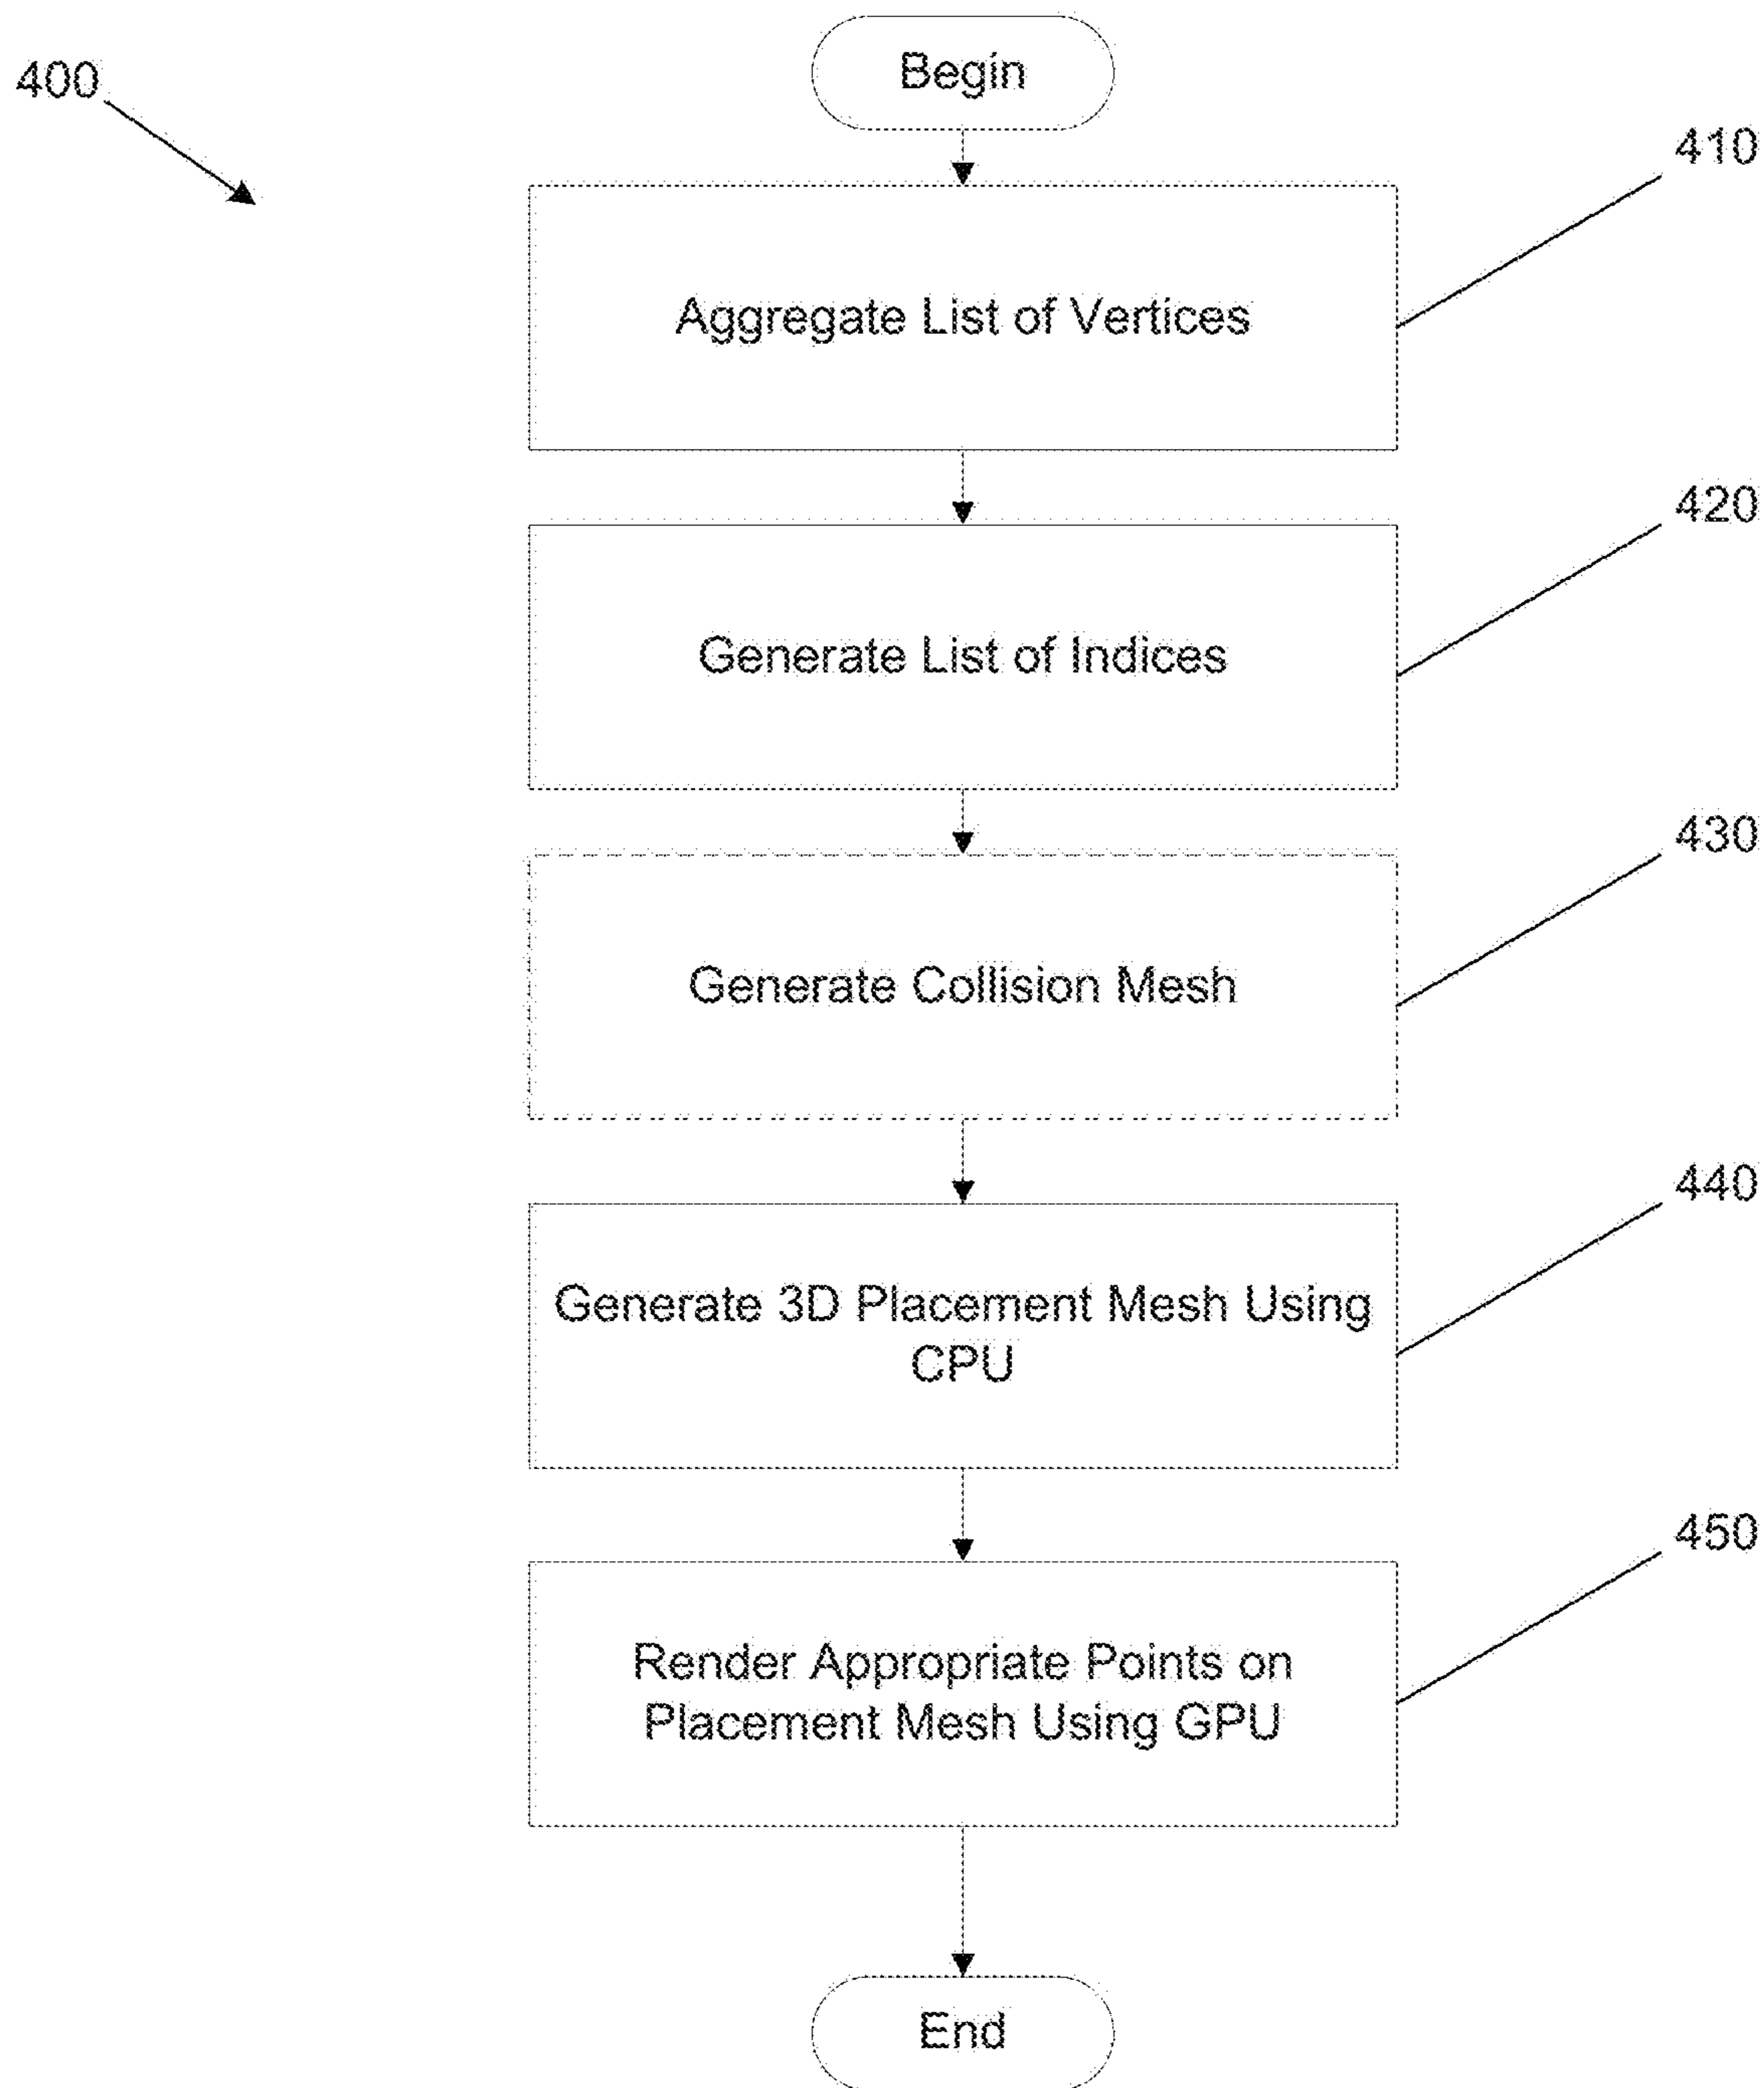 400
Begin
410
Aggregate List of Vertices
420
Generate List of Indices
430
Generate Collision Mesh
440
Generate 3D Placement Mesh Using
CPU
450
Render Appropriate Points on
Placement Mesh Using GPU
End